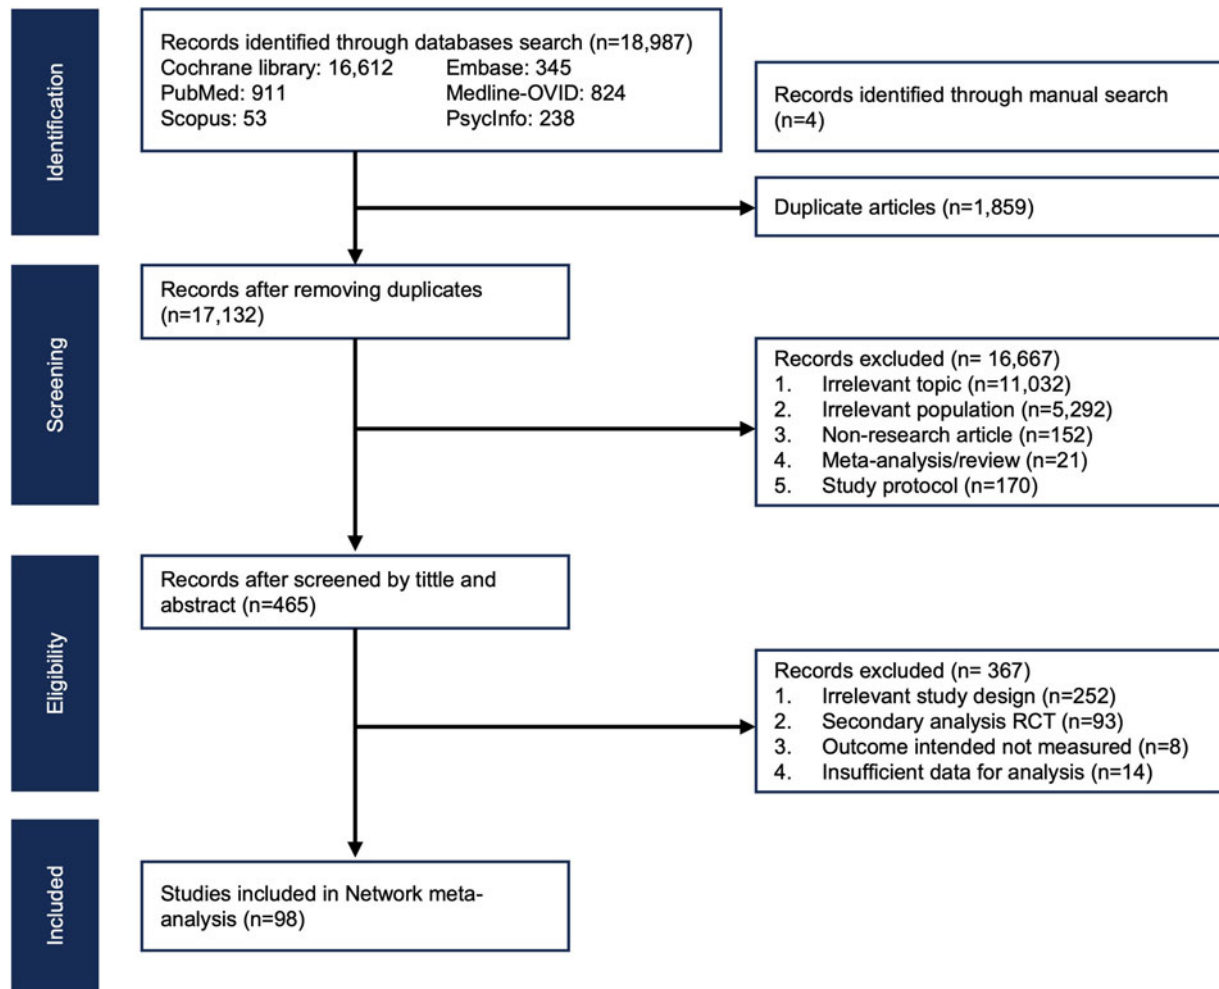 Identification
Records identified through databases search (n=18,987)
Cochrane library: 16,612 Embase: 345
PubMed: 911 Medline-OVID: 824
Scopus: 53 PsycInfo: 238
Records identified through manual search
(n=4)
Duplicate articles (n=1,859)
Screening
Records after removing duplicates
(n=17,132)
Records excluded (n= 16,667)
1. Irrelevant topic (n=11,032)
2. Irrelevant population (n=5,292)
3. Non-research article (n=152)
4. Meta-analysis/review (n=21)
5. Study protocol (n=170)
Eligibility
Records after screened by tittle and
abstract (n=465)
Records excluded (n= 367)
1. Irrelevant study design (n=252)
2. Secondary analysis RCT (n=93)
3. Outcome intended not measured (n=8)
4. Insufficient data for analysis (n=14)
Included
Studies included in Network meta-
analysis (n=98)